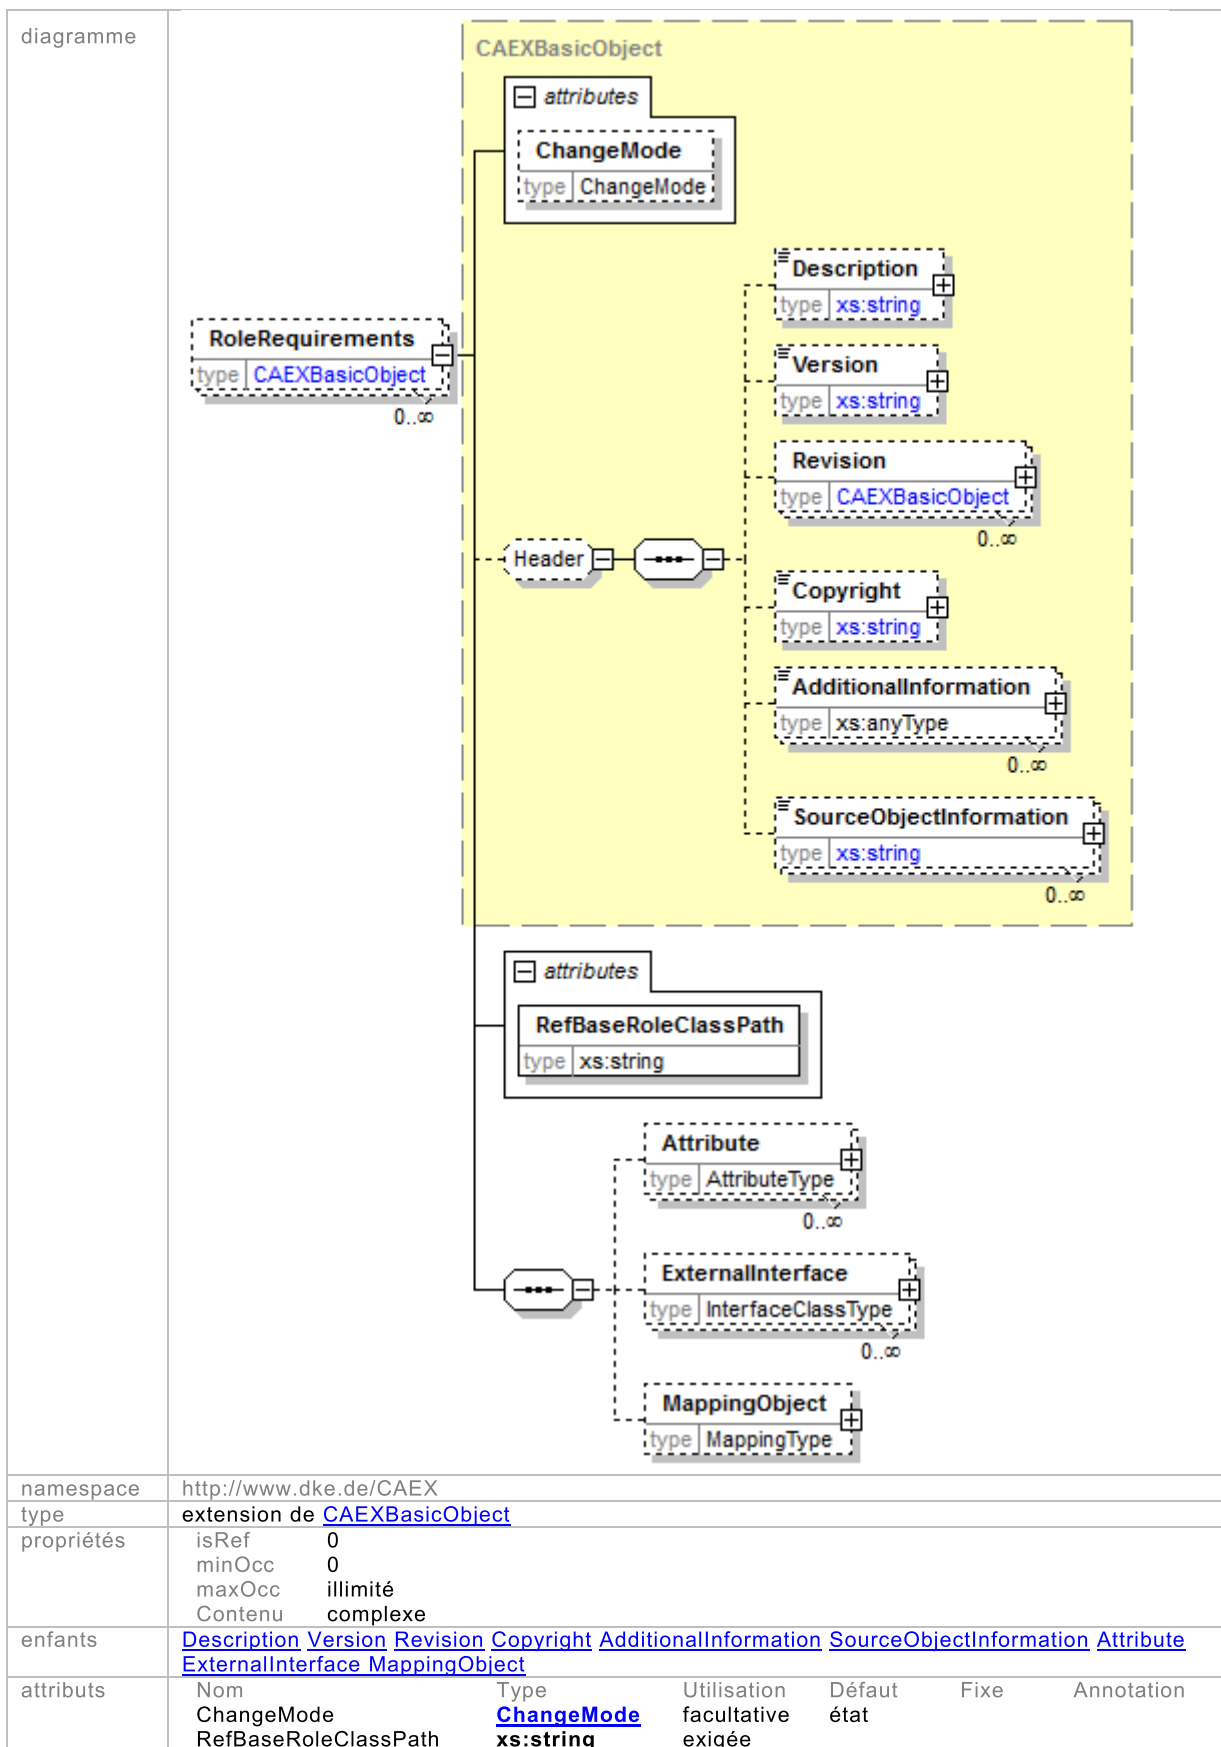 diagramme
CAEXBasicObject
attributes
ChangeMode
type ChangeMode
Description
type xs:string
RoleRequirements
type CAEXBasicObject
0..∞
Version
type xs:string
Revision
type CAEXBasicObject
0..∞
Header
Copyright
type xs:string
AdditionalInformation
type xs:anyType
0..∞
SourceObjectInformation
type xs:string
0..∞
attributes
RefBaseRoleClassPath
type xs:string
Attribute
type AttributeType
0..∞
ExternalInterface
type InterfaceClassType
0..∞
MappingObject
type MappingType
namespace http://www.dke.de/CAEX
type extension de CAEXBasicObject
propriétés isRef 0
minOcc 0
maxOcc illimité
Contenu complexe
enfants Description Version Revision Copyright AdditionalInformation SourceObjectInformation Attribute
ExternalInterface MappingObject
attributs Nom Type Utilisation Défaut Fixe Annotation
ChangeMode ChangeMode facultative état
RefBaseRoleClassPath xs:string exigée